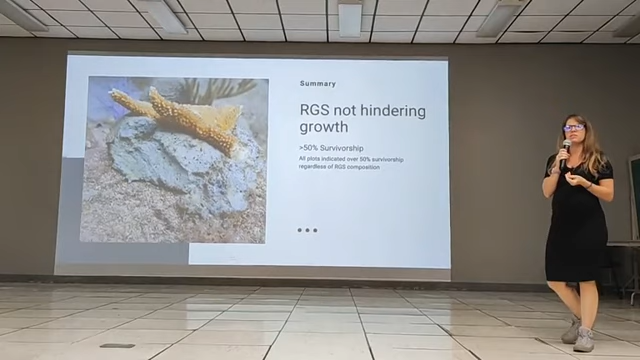 Summary
RGS not hindering
growth
>50% Survivorship
All plots indicated over 50% survivorship
regardless of RGS composition